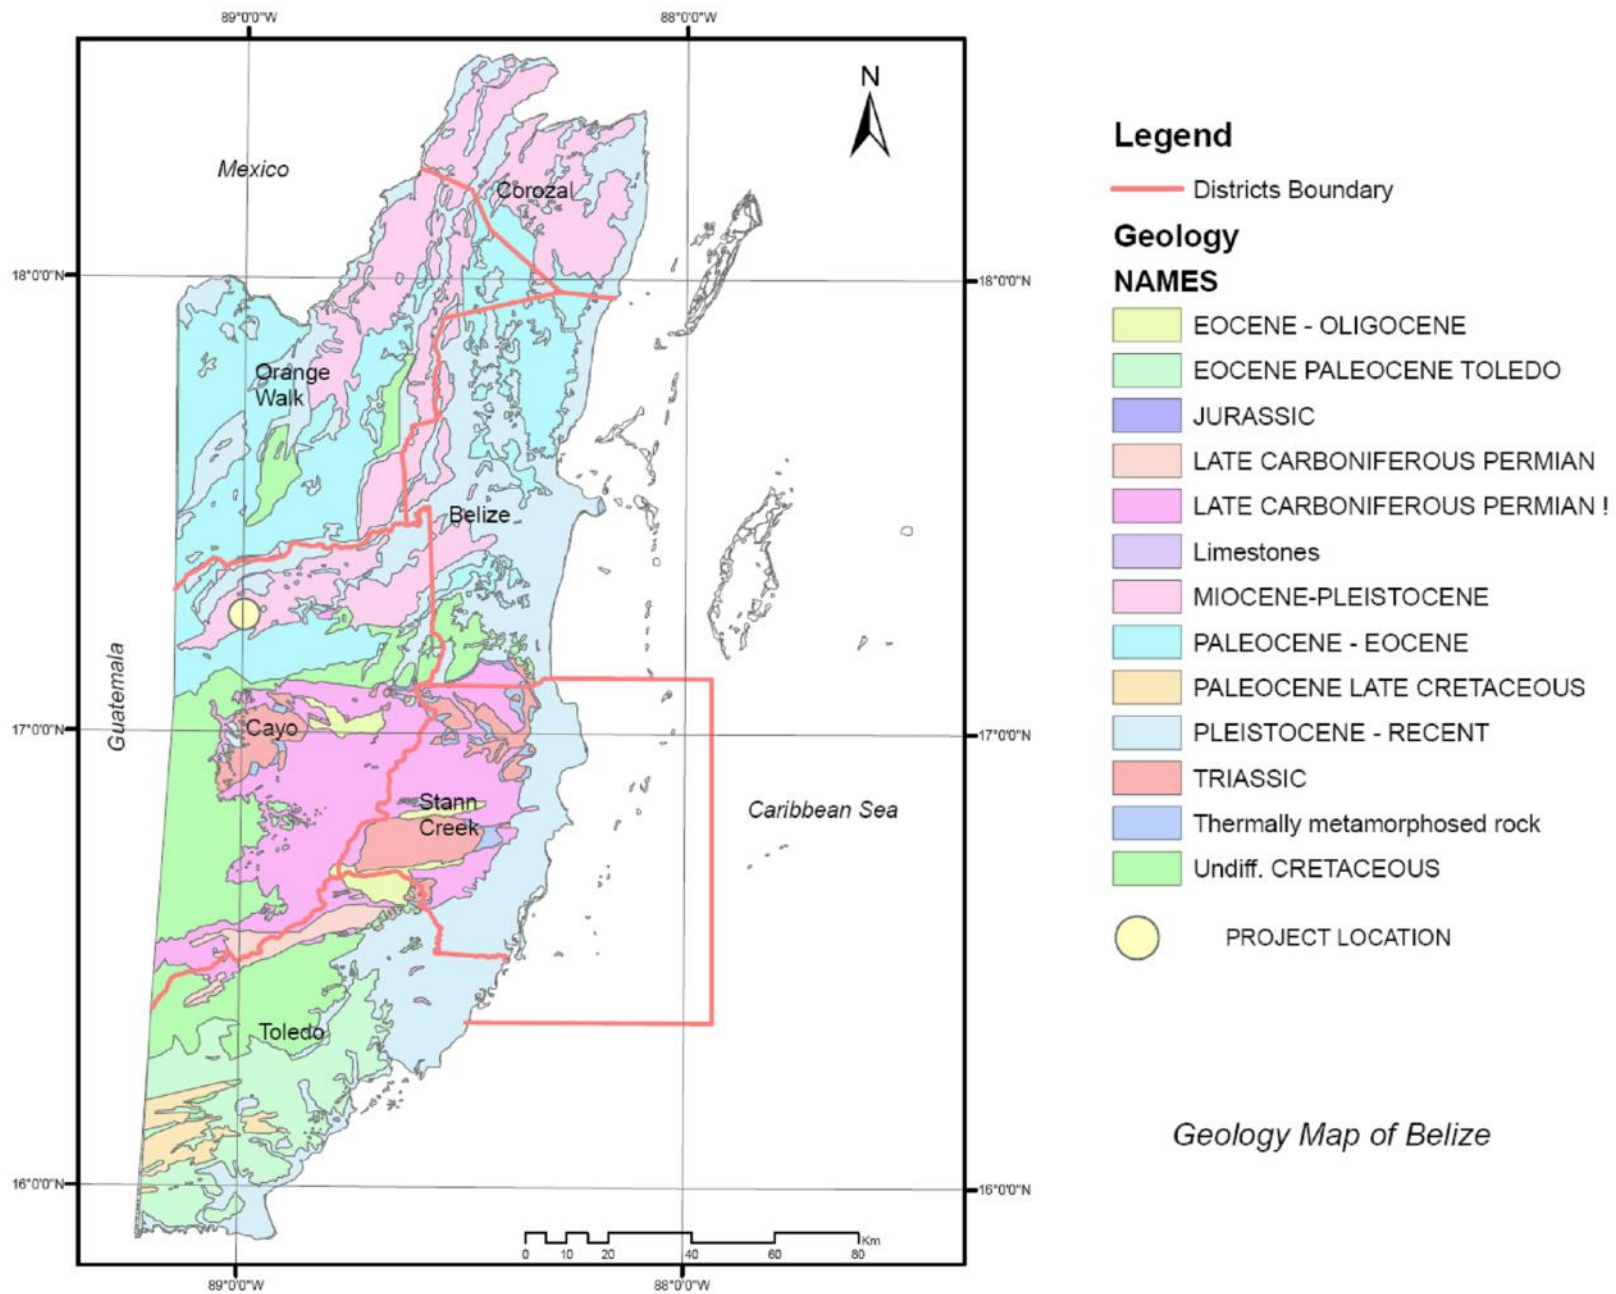 89°0'0"W
88°0'0"W
N
Mexico
Corozal
18°0'0"N
18°0'0"N
Orange
Walk
Belize
Guatemala
Cayo
17°0'0"N
17°0'0"N
Stann
Creek
Caribbean Sea
Toledo
16°0'0"N
16°0'0"N
Km
0 10 20 40 60 80
89°0'0"W
88°0'0"W
Legend
Districts Boundary
Geology
NAMES
EOCENE - OLIGOCENE
EOCENE PALEOCENE TOLEDO
JURASSIC
LATE CARBONIFEROUS PERMIAN
LATE CARBONIFEROUS PERMIAN !
Limestones
MIOCENE-PLEISTOCENE
PALEOCENE - EOCENE
PALEOCENE LATE CRETACEOUS
PLEISTOCENE - RECENT
TRIASSIC
Thermally metamorphosed rock
Undiff. CRETACEOUS
PROJECT LOCATION
Geology Map of Belize